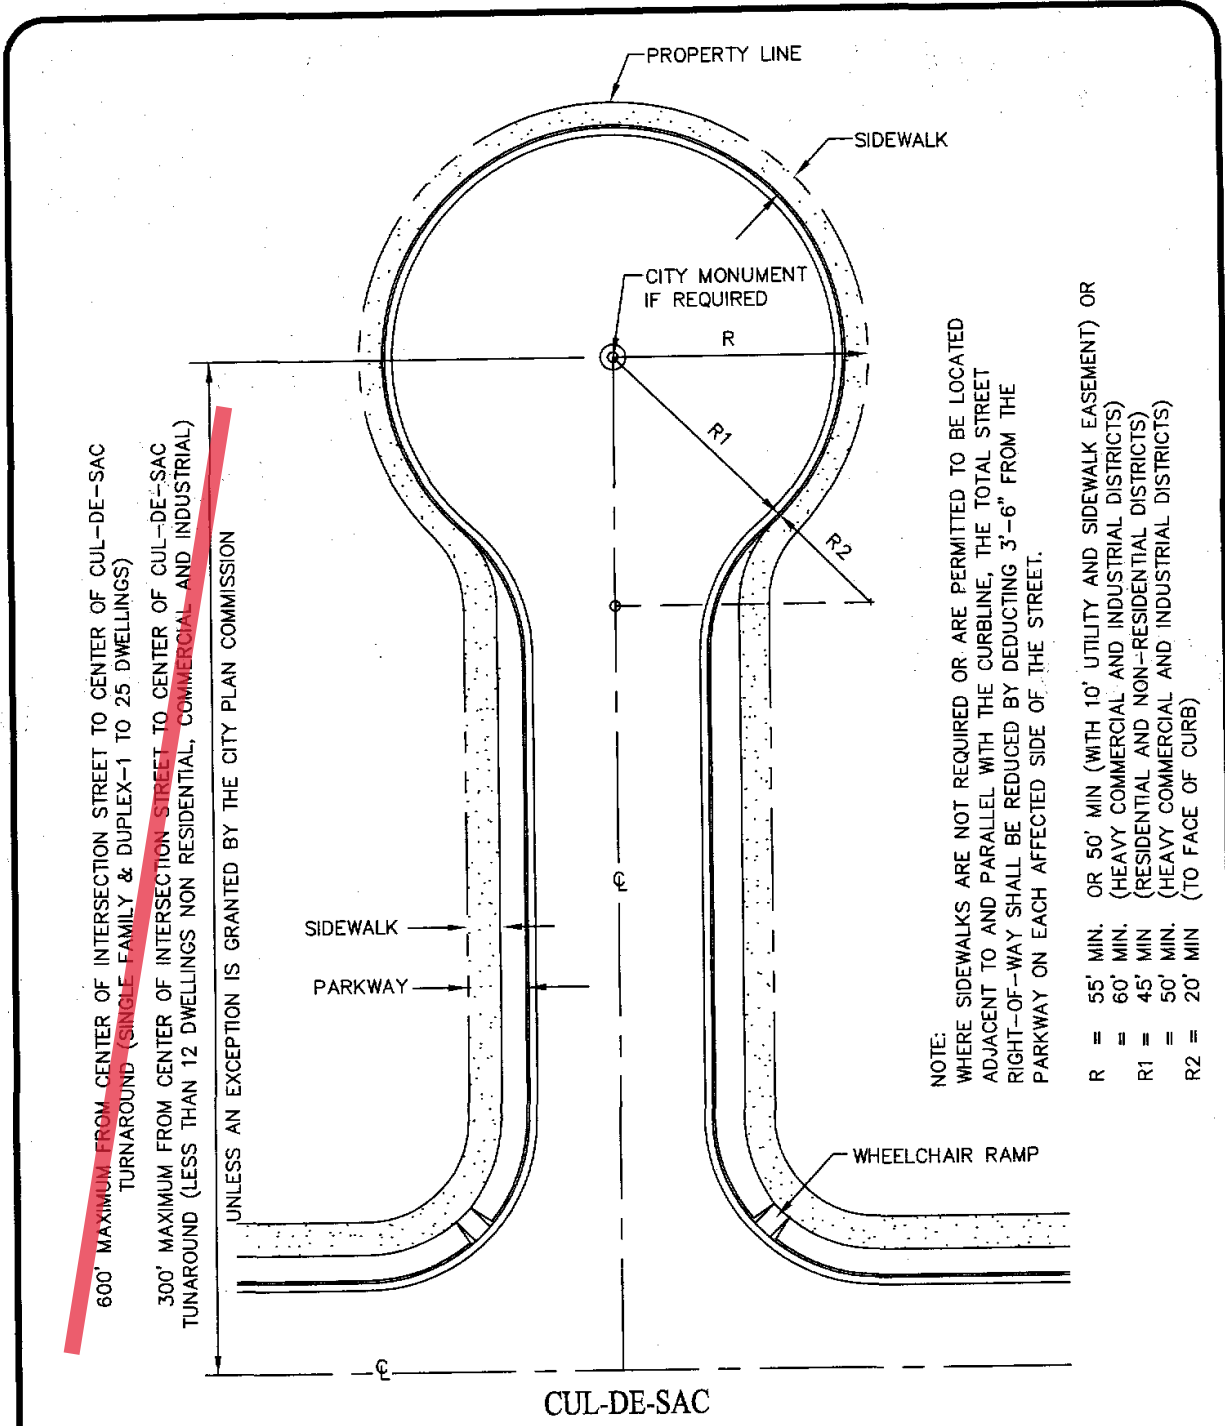 PROPERTY LINE
SIDEWALK
CITY MONUMENT
IF REQUIRED
R
R1
R2
600' MAXIMUM FROM CENTER OF INTERSECTION STREET TO CENTER OF CUL-DE-SAC
TURNAROUND (SINGLE FAMILY & DUPLEX-1 TO 25 DWELLINGS)
300' MAXIMUM FROM CENTER OF INTERSECTION STREET TO CENTER OF CUL-DE-SAC
TUNAROUND (LESS THAN 12 DWELLINGS NON RESIDENTIAL, COMMERCIAL AND INDUSTRIAL)
UNLESS AN EXCEPTION IS GRANTED BY THE CITY PLAN COMMISSION
℄
SIDEWALK
PARKWAY
NOTE:
WHERE SIDEWALKS ARE NOT REQUIRED OR ARE PERMITTED TO BE LOCATED
ADJACENT TO AND PARALLEL WITH THE CURBLINE, THE TOTAL STREET
RIGHT-OF-WAY SHALL BE REDUCED BY DEDUCTING 3'-6" FROM THE
PARKWAY ON EACH AFFECTED SIDE OF THE STREET.
R = 55' MIN. OR 50' MIN (WITH 10' UTILITY AND SIDEWALK EASEMENT) OR
= 60' MIN. (HEAVY COMMERCIAL AND INDUSTRIAL DISTRICTS)
R1 = 45' MIN (RESIDENTIAL AND NON-RESIDENTIAL DISTRICTS)
= 50' MIN. (HEAVY COMMERCIAL AND INDUSTRIAL DISTRICTS)
R2 = 20' MIN (TO FACE OF CURB)
WHEELCHAIR RAMP
℄
CUL-DE-SAC